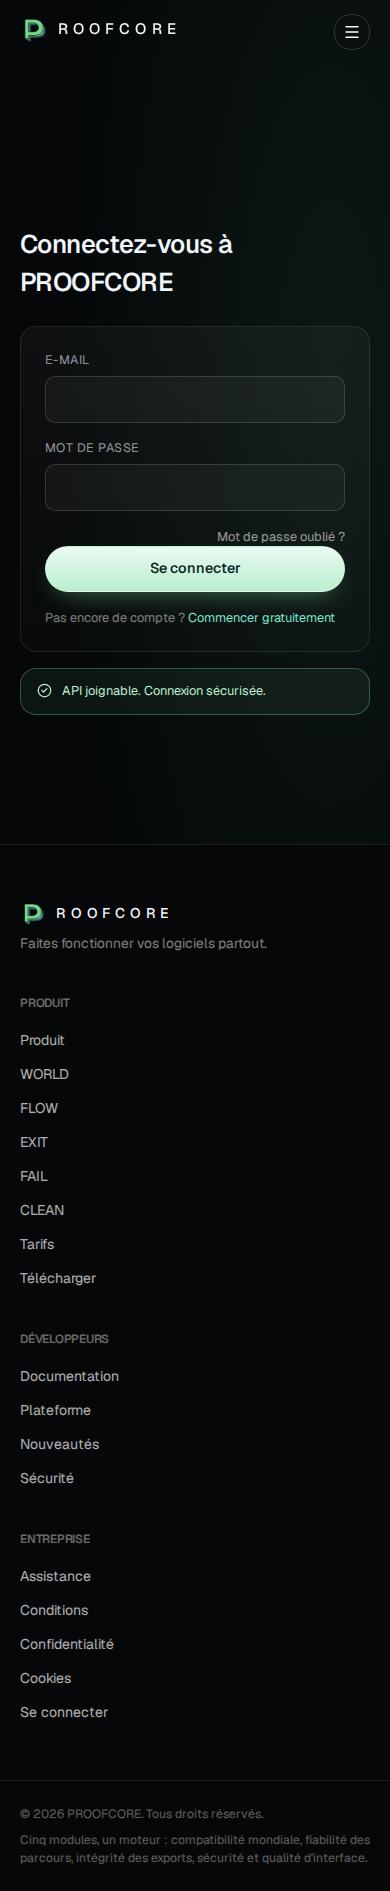 ROOFCORE
Connectez-vous à
PROOFCORE
E-MAIL
MOT DE PASSE
Mot de passe oublié ?
Se connecter
Pas encore de compte ? Commencer gratuitement
API joignable. Connexion sécurisée.
ROOFCORE
Faites fonctionner vos logiciels partout.
PRODUIT
Produit
WORLD
FLOW
EXIT
FAIL
CLEAN
Tarifs
Télécharger
DÉVELOPPEURS
Documentation
Plateforme
Nouveautés
Sécurité
ENTREPRISE
Assistance
Conditions
Confidentialité
Cookies
Se connecter
© 2026 PROOFCORE. Tous droits réservés.
Cinq modules, un moteur : compatibilité mondiale, fiabilité des
parcours, intégrité des exports, sécurité et qualité d'interface.